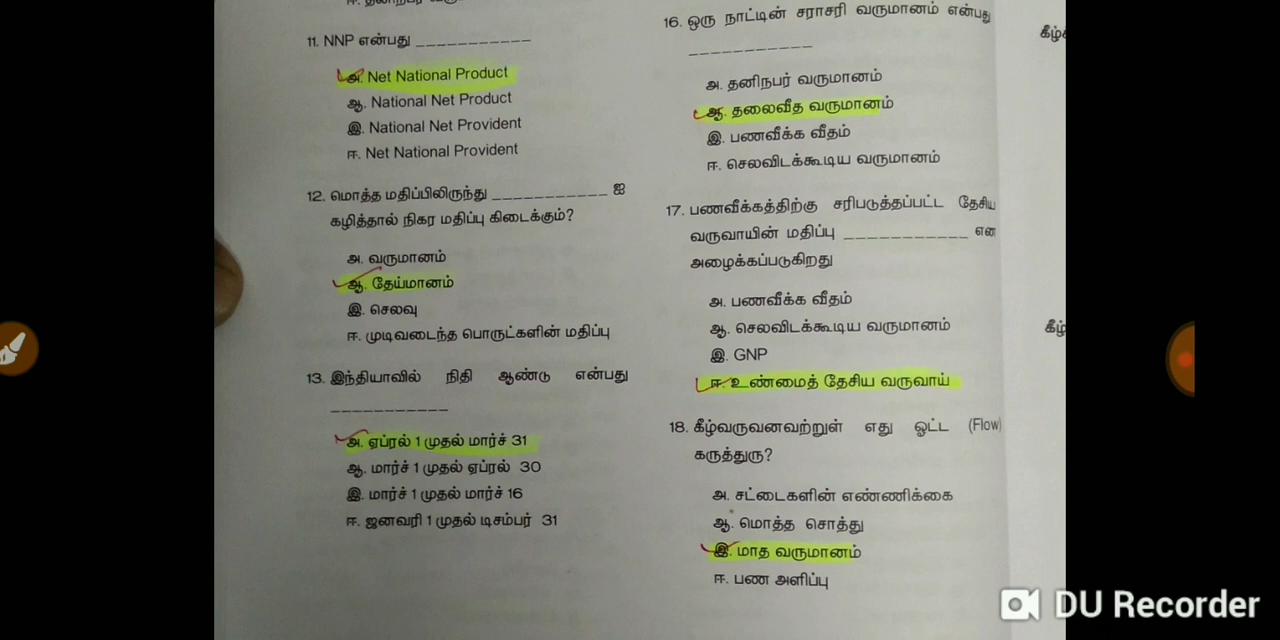 11. NNP என்பது ___________
அ. Net National Product
ஆ. National Net Product
இ. National Net Provident
ஈ. Net National Provident
12. மொத்த மதிப்பிலிருந்து ___________ ஐ
கழித்தால் நிகர மதிப்பு கிடைக்கும்?
அ. வருமானம்
ஆ. தேய்மானம்
இ. செலவு
ஈ. முடிவடைந்த பொருட்களின் மதிப்பு
13. இந்தியாவில் நிதி ஆண்டு என்பது
___________
அ. ஏப்ரல் 1 முதல் மார்ச் 31
ஆ. மார்ச் 1 முதல் ஏப்ரல் 30
இ. மார்ச் 1 முதல் மார்ச் 16
ஈ. ஜனவரி 1 முதல் டிசம்பர் 31
16. ஒரு நாட்டின் சராசரி வருமானம் என்பது
___________
அ. தனிநபர் வருமானம்
ஆ. தலைவீத வருமானம்
இ. பணவீக்க வீதம்
ஈ. செலவிடக்கூடிய வருமானம்
17. பணவீக்கத்திற்கு சரிபடுத்தப்பட்ட தேசிய
வருவாயின் மதிப்பு ___________ என
அழைக்கப்படுகிறது
அ. பணவீக்க வீதம்
ஆ. செலவிடக்கூடிய வருமானம்
இ. GNP
ஈ. உண்மைத் தேசிய வருவாய்
18. கீழ்வருவனவற்றுள் எது ஓட்ட (Flow)
கருத்துரு?
அ. சட்டைகளின் எண்ணிக்கை
ஆ. மொத்த சொத்து
இ. மாத வருமானம்
ஈ. பண அளிப்பு
DU Recorder